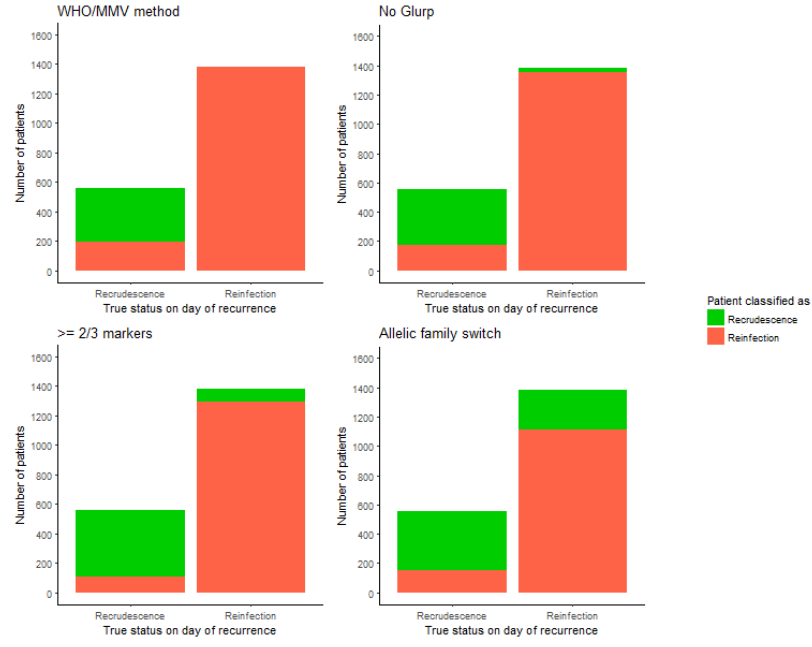 WHO/MMV method
Number of patients
1600
1400
1200
1000
800
600
400
200
0
Recrudescence Reinfection
True status on day of recurrence
No Glurp
Number of patients
1600
1400
1200
1000
800
600
400
200
0
Recrudescence Reinfection
True status on day of recurrence
>= 2/3 markers
Number of patients
1600
1400
1200
1000
800
600
400
200
0
Recrudescence Reinfection
True status on day of recurrence
Allelic family switch
Number of patients
1600
1400
1200
1000
800
600
400
200
0
Recrudescence Reinfection
True status on day of recurrence
Patient classified as
Recrudescence
Reinfection